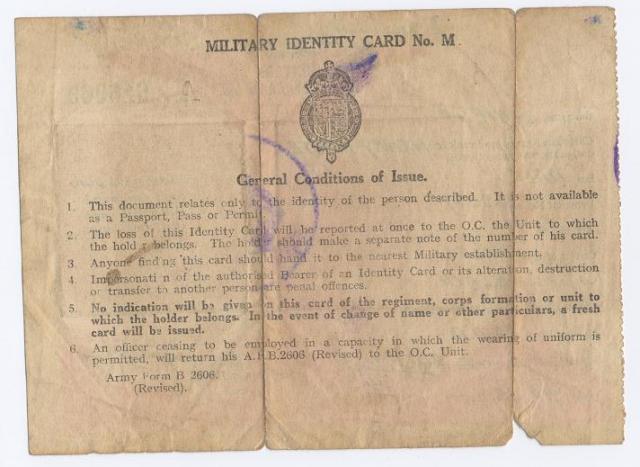 MILITARY IDENTITY CARD No. M
General Conditions of Issue.
1. This document relates only to the identity of the person described. It is not available
as a Passport, Pass or Permit.
2. The loss of this Identity Card will be reported at once to the O.C. the Unit to which
the holder belongs. The holder should make a separate note of the number of his card.
3. Anyone finding this card should hand it to the nearest Military establishment.
4. Impersonation of the authorised Bearer of an Identity Card or its alteration, destruction
or transfer to another person are penal offences.
5. No indication will be given on this card of the regiment, corps formation or unit to
which the holder belongs. In the event of change of name or other particulars, a fresh
card will be issued.
6. An officer ceasing to be employed in a capacity in which the wearing of uniform is
permitted, will return his A.F.B.2606 (Revised) to the O.C. Unit.
Army Form B 2606.
(Revised).